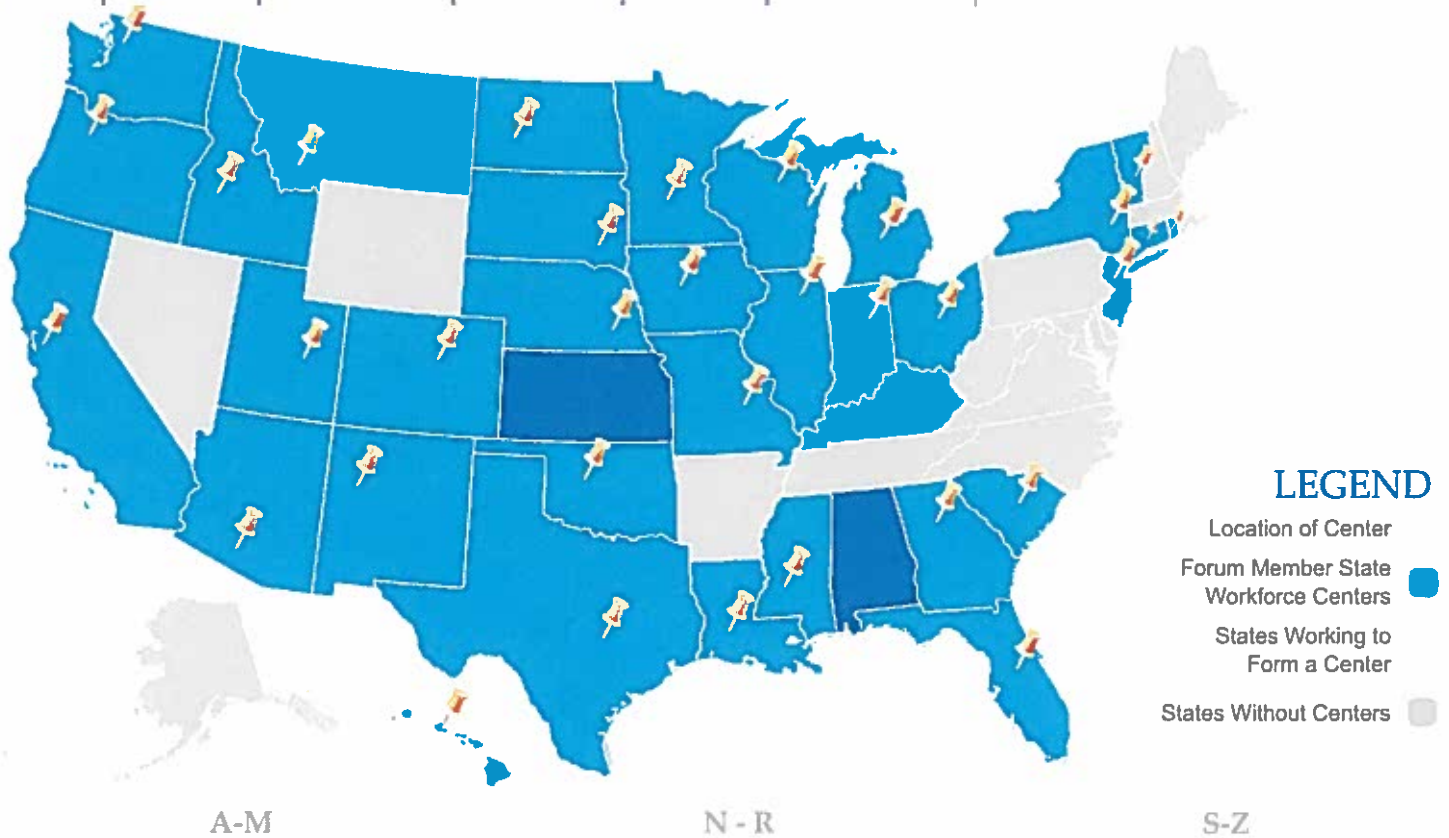 LEGEND
Location of Center
Forum Member State
Workforce Centers
States Working to
Form a Center
States Without Centers
A-M
N - R
S-Z